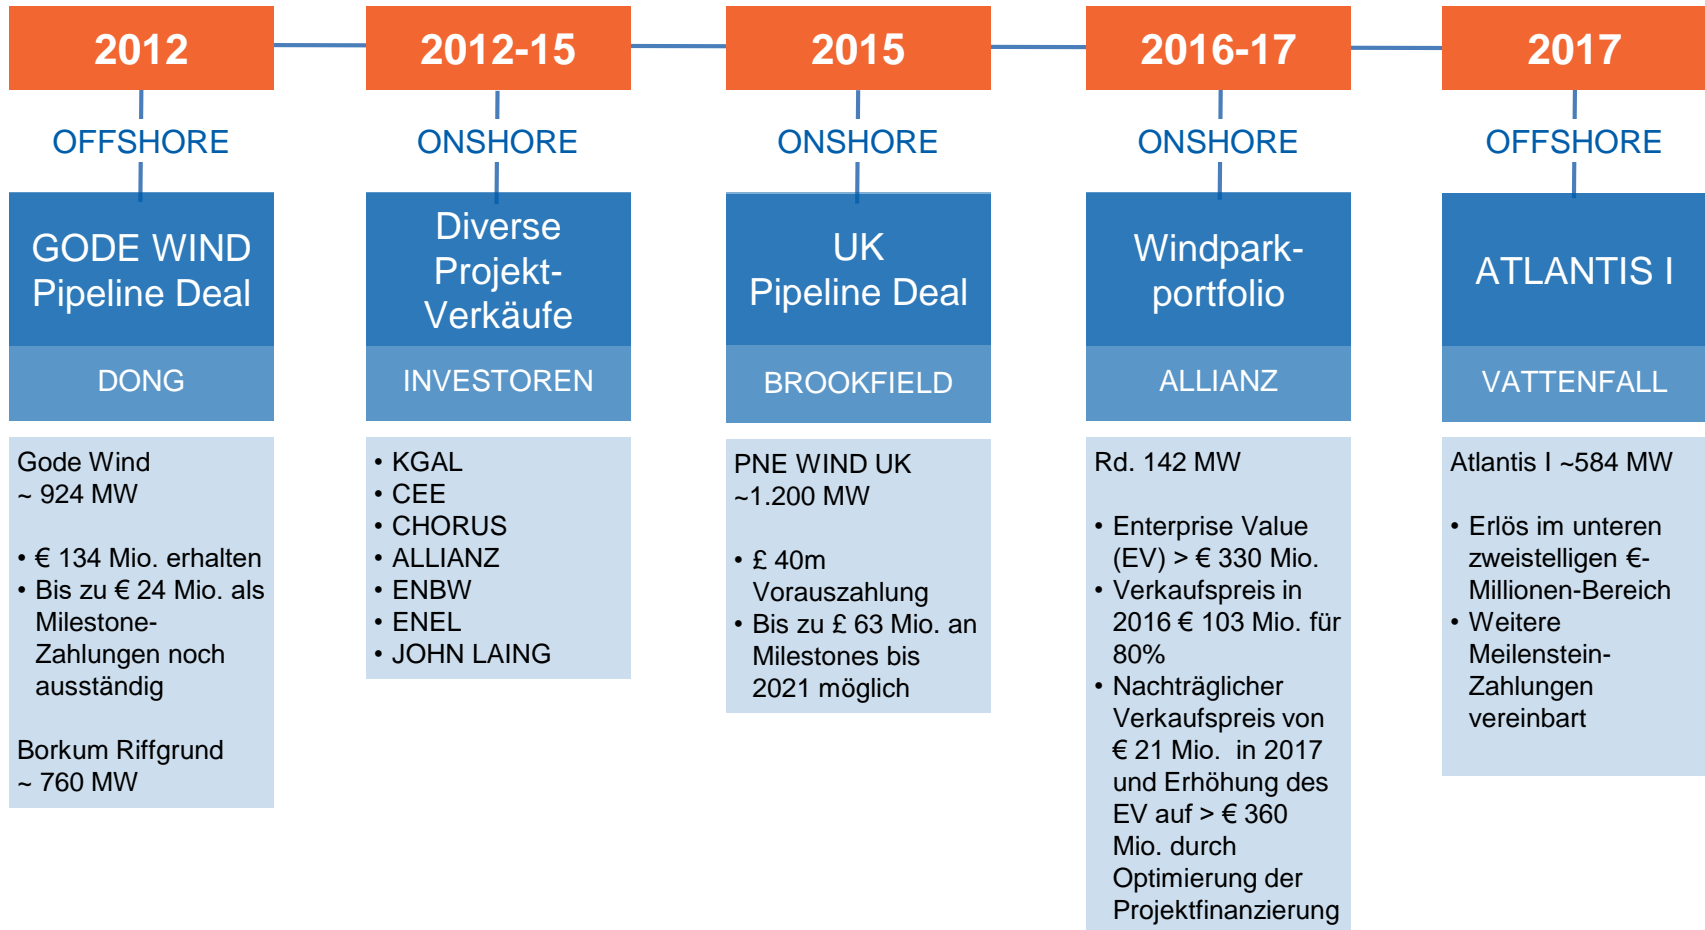 2012
OFFSHORE
GODE WIND
Pipeline Deal
DONG
Gode Wind
~ 924 MW
• € 134 Mio. erhalten
• Bis zu € 24 Mio. als
Milestone-
Zahlungen noch
ausständig
Borkum Riffgrund
~ 760 MW
2012-15
ONSHORE
Diverse
Projekt-
Verkäufe
INVESTOREN
• KGAL
• CEE
• CHORUS
• ALLIANZ
• ENBW
• ENEL
• JOHN LAING
2015
ONSHORE
UK
Pipeline Deal
BROOKFIELD
PNE WIND UK
~1.200 MW
• £ 40m
Vorauszahlung
• Bis zu £ 63 Mio. an
Milestones bis
2021 möglich
2016-17
ONSHORE
Windpark-
portfolio
ALLIANZ
Rd. 142 MW
• Enterprise Value
(EV) > € 330 Mio.
• Verkaufspreis in
2016 € 103 Mio. für
80%
• Nachträglicher
Verkaufspreis von
€ 21 Mio. in 2017
und Erhöhung des
EV auf > € 360
Mio. durch
Optimierung der
Projektfinanzierung
2017
OFFSHORE
ATLANTIS I
VATTENFALL
Atlantis I ~584 MW
• Erlös im unteren
zweistelligen €-
Millionen-Bereich
• Weitere
Meilenstein-
Zahlungen
vereinbart